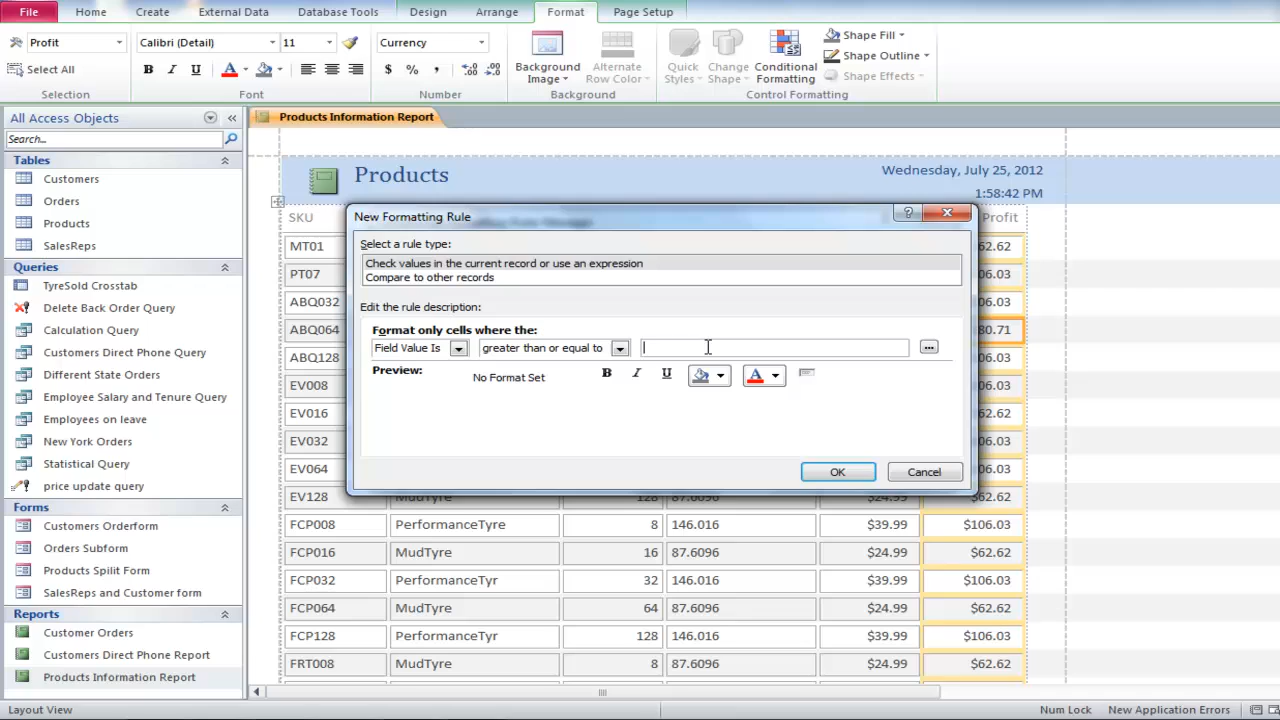 File Home Create External Data Database Tools Design Arrange Format Page Setup
Profit Calibri (Detail) 11 Currency Shape Fill
Select All B I U A $ % , Background Image Alternate Row Color Quick Styles Change Shape Conditional Formatting Shape Outline
Shape Effects
Selection Font Number Background Control Formatting
All Access Objects
Products Information Report
Search...
Tables
Customers
Orders
Products
SalesReps
Queries
TyreSold Crosstab
Delete Back Order Query
Calculation Query
Customers Direct Phone Query
Different State Orders
Employee Salary and Tenure Query
Employees on leave
New York Orders
Statistical Query
price update query
Forms
Customers Orderform
Orders Subform
Products Spilit Form
SalesReps and Customer form
Reports
Customer Orders
Customers Direct Phone Report
Products Information Report
Products Wednesday, July 25, 2012
1:58:42 PM
SKU Profit
MT01 62.62
PT07 106.03
ABQ032 03
ABQ064 80.71
ABQ128
EV008 06.03
EV016 62.62
EV032 06.03
EV064 62
EV128 MudTyre 128 87.6096 $24.99 $62.62
FCP008 PerformanceTyre 8 146.016 $39.99 $106.03
FCP016 MudTyre 16 87.6096 $24.99 $62.62
FCP032 PerformanceTyr 32 146.016 $39.99 $106.03
FCP064 MudTyre 64 87.6096 $24.99 $62.62
FCP128 PerformanceTyr 128 146.016 $39.99 $106.03
FRT008 MudTyre 8 87.6096 $24.99 $62.62
New Formatting Rule
Select a rule type:
Check values in the current record or use an expression
Compare to other records
Edit the rule description:
Format only cells where the:
Field Value Is greater than or equal to
Preview: No Format Set B I U A
OK Cancel
Layout View Num Lock New Application Errors